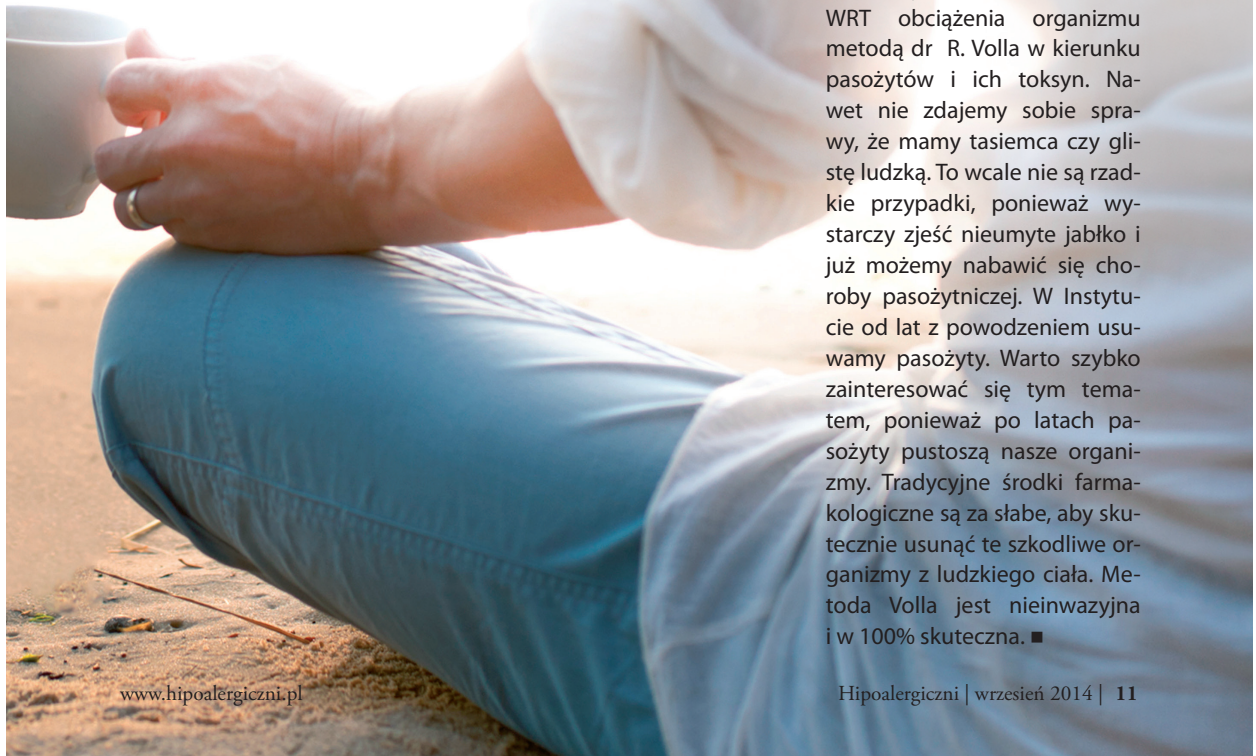 WRT obciążenia organizmu
metodą dr R. Volla w kierunku
pasożytów i ich toksyn. Na-
wet nie zdajemy sobie spra-
wy, że mamy tasiemca czy gli-
stę ludzką. To wcale nie są rzad-
kie przypadki, ponieważ wy-
starczy zjeść nieumyte jabłko i
już możemy nabawić się cho-
roby pasożytniczej. W Instytu-
cie od lat z powodzeniem usu-
wamy pasożyty. Warto szybko
zainteresować się tym tema-
tem, ponieważ po latach pa-
sożyty pustoszą nasze organi-
zmy. Tradycyjne środki farma-
kologiczne są za słabe, aby sku-
tecznie usunąć te szkodliwe or-
ganizmy z ludzkiego ciała. Me-
toda Volla jest nieinwazyjna
i w 100% skuteczna. ■
www.hipoalergiczni.pl
Hipoalergiczni | wrzesień 2014 | 11